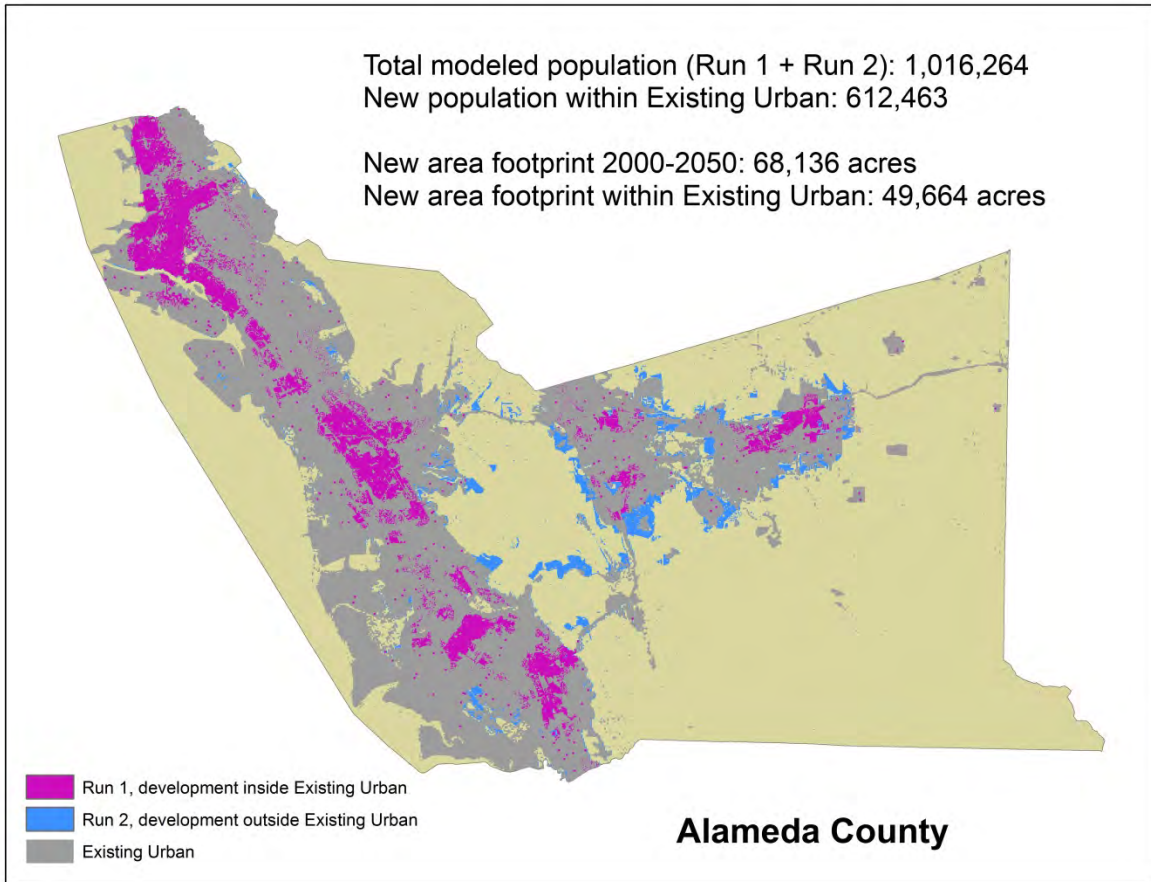 Total modeled population (Run 1 + Run 2): 1,016,264
New population within Existing Urban: 612,463
New area footprint 2000-2050: 68,136 acres
New area footprint within Existing Urban: 49,664 acres
Run 1, development inside Existing Urban
Run 2, development outside Existing Urban
Existing Urban
Alameda County